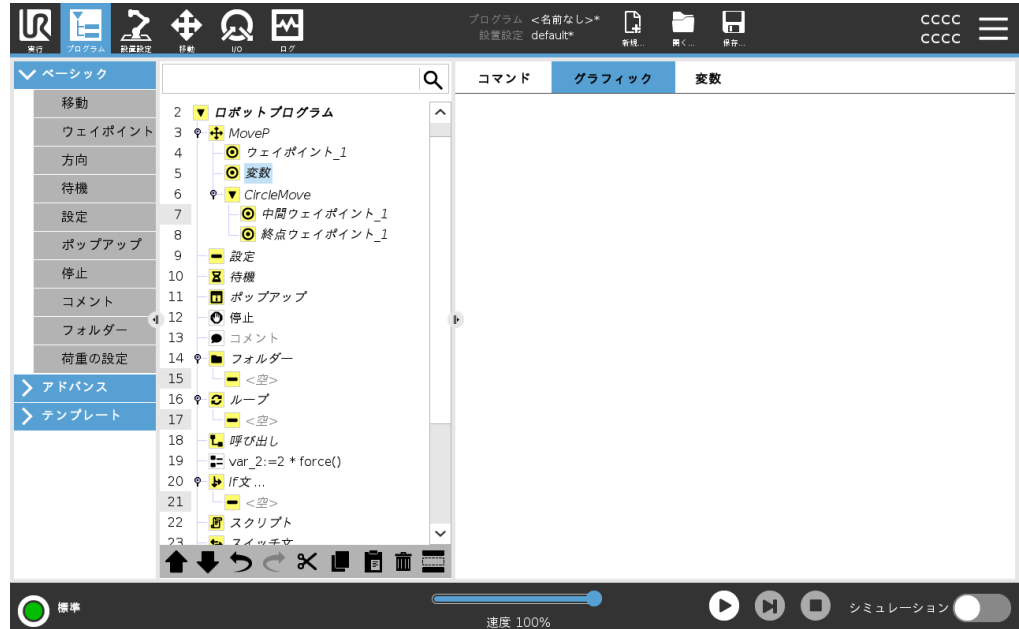 UR
実行 プログラム 設置設定 移動 I/O ログ
プログラム <名前なし>*
設置設定 default*
新規... 開く... 保存...
CCCC
CCCC
ベーシック
移動
ウェイポイント
方向
待機
設定
ポップアップ
停止
コメント
フォルダー
荷重の設定
アドバンス
テンプレート
コマンド グラフィック 変数
2 ロボットプログラム
3 MoveP
4 ウェイポイント_1
5 変数
6 CircleMove
7 中間ウェイポイント_1
8 終点ウェイポイント_1
9 設定
10 待機
11 ポップアップ
12 停止
13 コメント
14 フォルダー
15 <空>
16 ループ
17 <空>
18 呼び出し
19 var_2:=2 * force()
20 If文 ...
21 <空>
22 スクリプト
23 スイッチ文
標準
速度 100%
シミュレーション